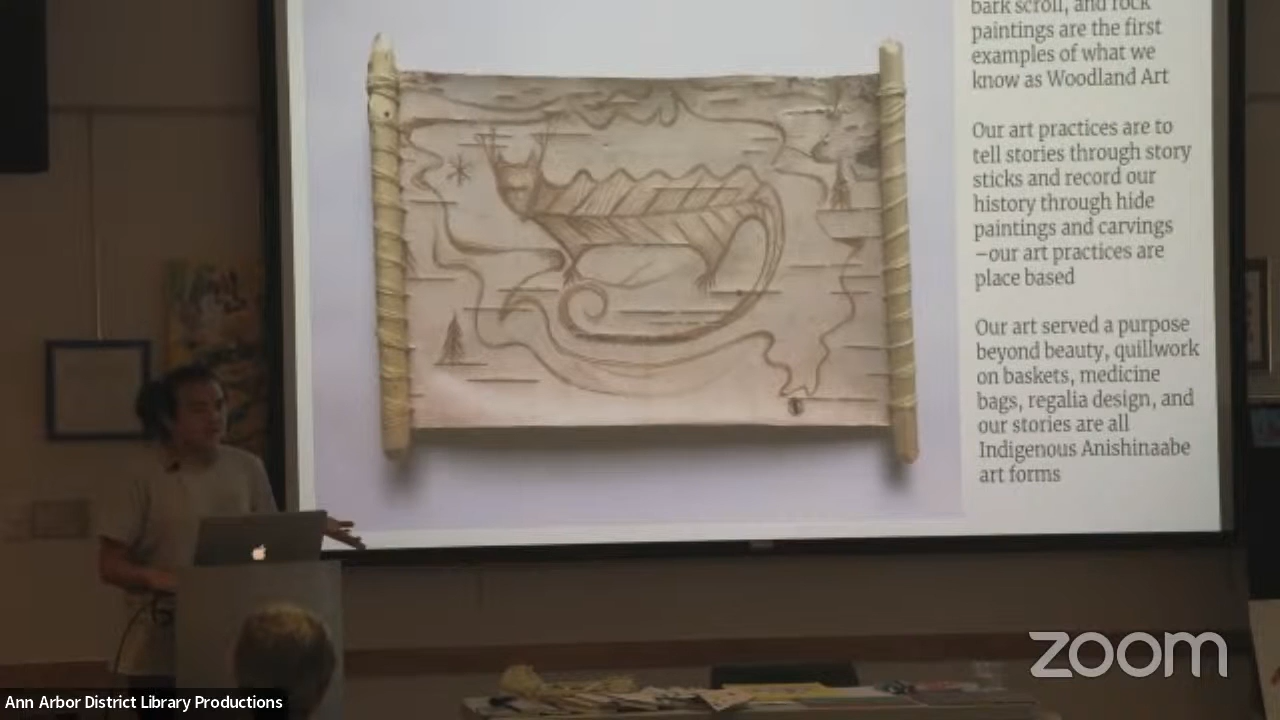 bark scroll, and rock
paintings are the first
examples of what we
know as Woodland Art
Our art practices are to
tell stories through story
sticks and record our
history through hide
paintings and carvings
–our art practices are
place based
Our art served a purpose
beyond beauty, quillwork
on baskets, medicine
bags, regalia design, and
our stories are all
Indigenous Anishinaabe
art forms
zoom
Ann Arbor District Library Productions